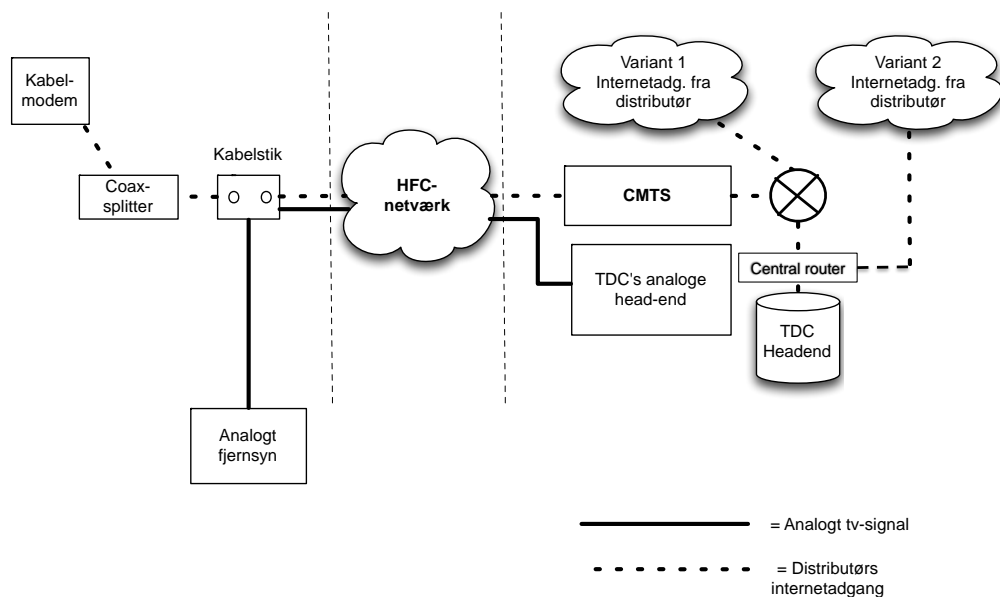 Kabel-
modem
Coax-
splitter
Kabelstik
Analogt
fjernsyn
HFC-
netværk
Variant 1
Internetadg. fra
distributør
Variant 2
Internetadg. fra
distributør
CMTS
TDC's analoge
head-end
Central router
TDC
Headend
= Analogt tv-signal
= Distributørs
internetadgang